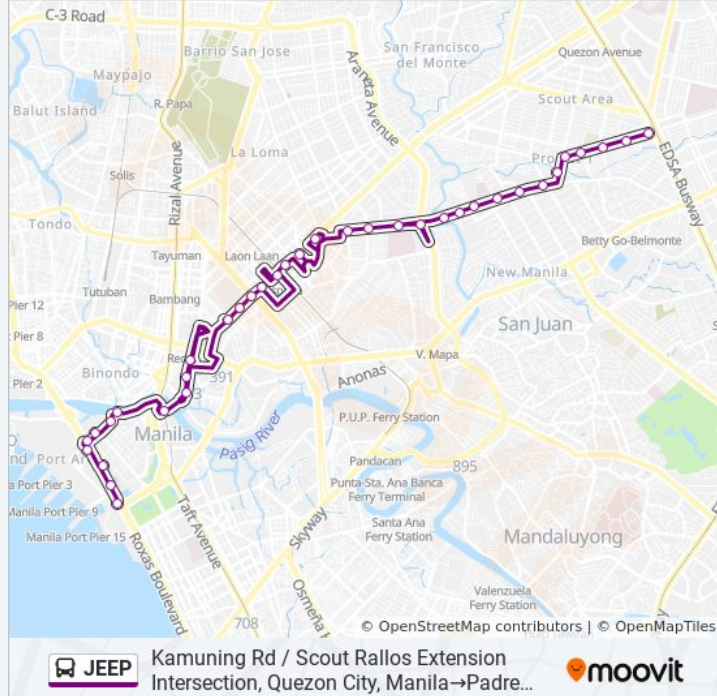 C-3 Road
Barrio San Jose
San Francisco
del Monte
Quezon Avenue
Maypajo
Araneta Avenue
Balut Island
R. Papa
Scout Area
La Loma
Rizal Avenue
Solis
EDSA Busway
Tondo
Tayuman
Laon Laan
Betty Go-Belmonte
Tutuban
New Manila
Pier 12
Bambang
San Juan
Pier 8
V. Mapa
Binondo
Pier 2
391
Anonas
P.U.P. Ferry Station
Manila
Pasig River
Pandacan
895
Pier 3
Punta-Sta. Ana Banca
Ferry Terminal
Manila Port Pier 9
Santa Ana
Ferry Station
Manila Port Pier 15
Taft Avenue
Skyway
Mandaluyong
Roxas Boulevard
Valenzuela
Ferry Station
708
© OpenStreetMap contributors | © OpenMapTiles
JEEP
Kamuning Rd / Scout Rallos Extension
Intersection, Quezon City, Manila→Padre...
moovit